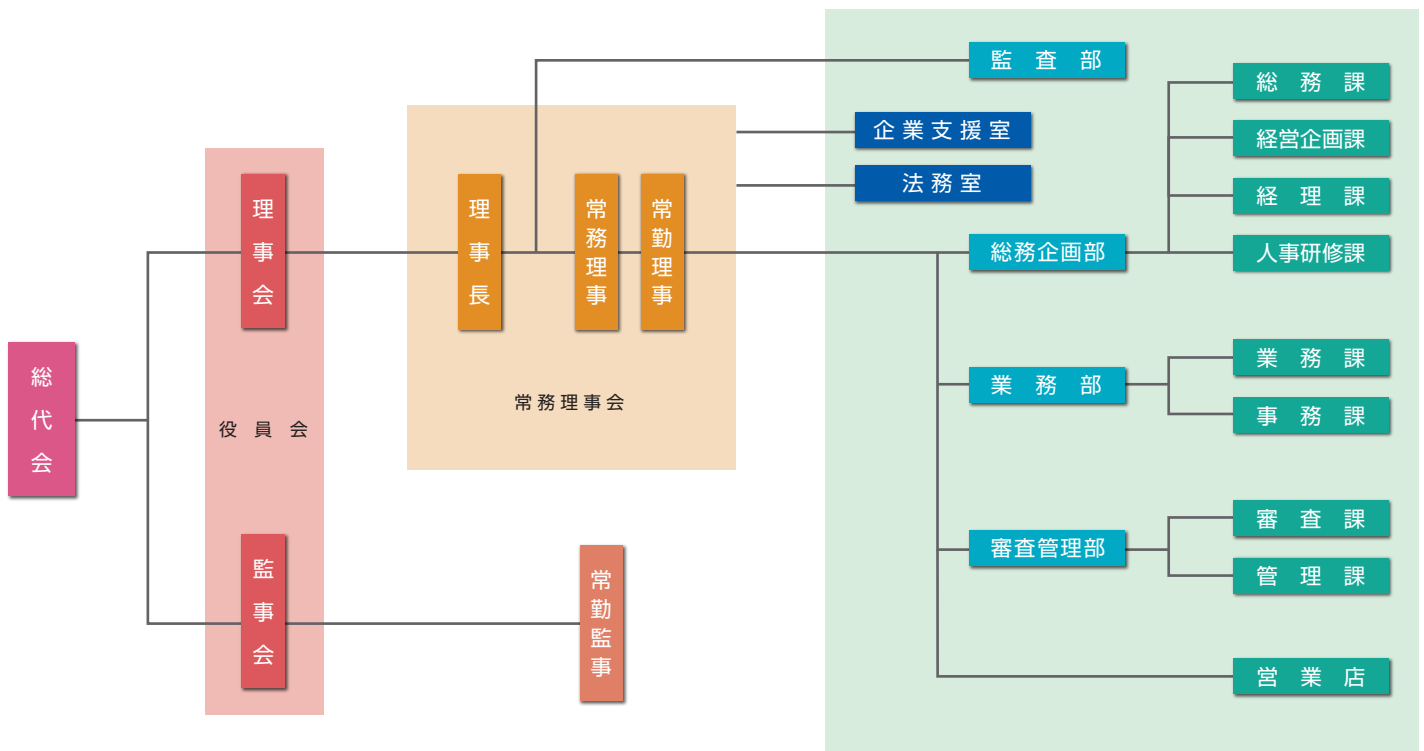 総代会
役員会
理事会
監事会
常務理事会
理事長
常務理事
常勤理事
常勤監事
監査部
企業支援室
法務室
総務企画部
総務課
経営企画課
経理課
人事研修課
業務部
業務課
事務課
審査管理部
審査課
管理課
営業店